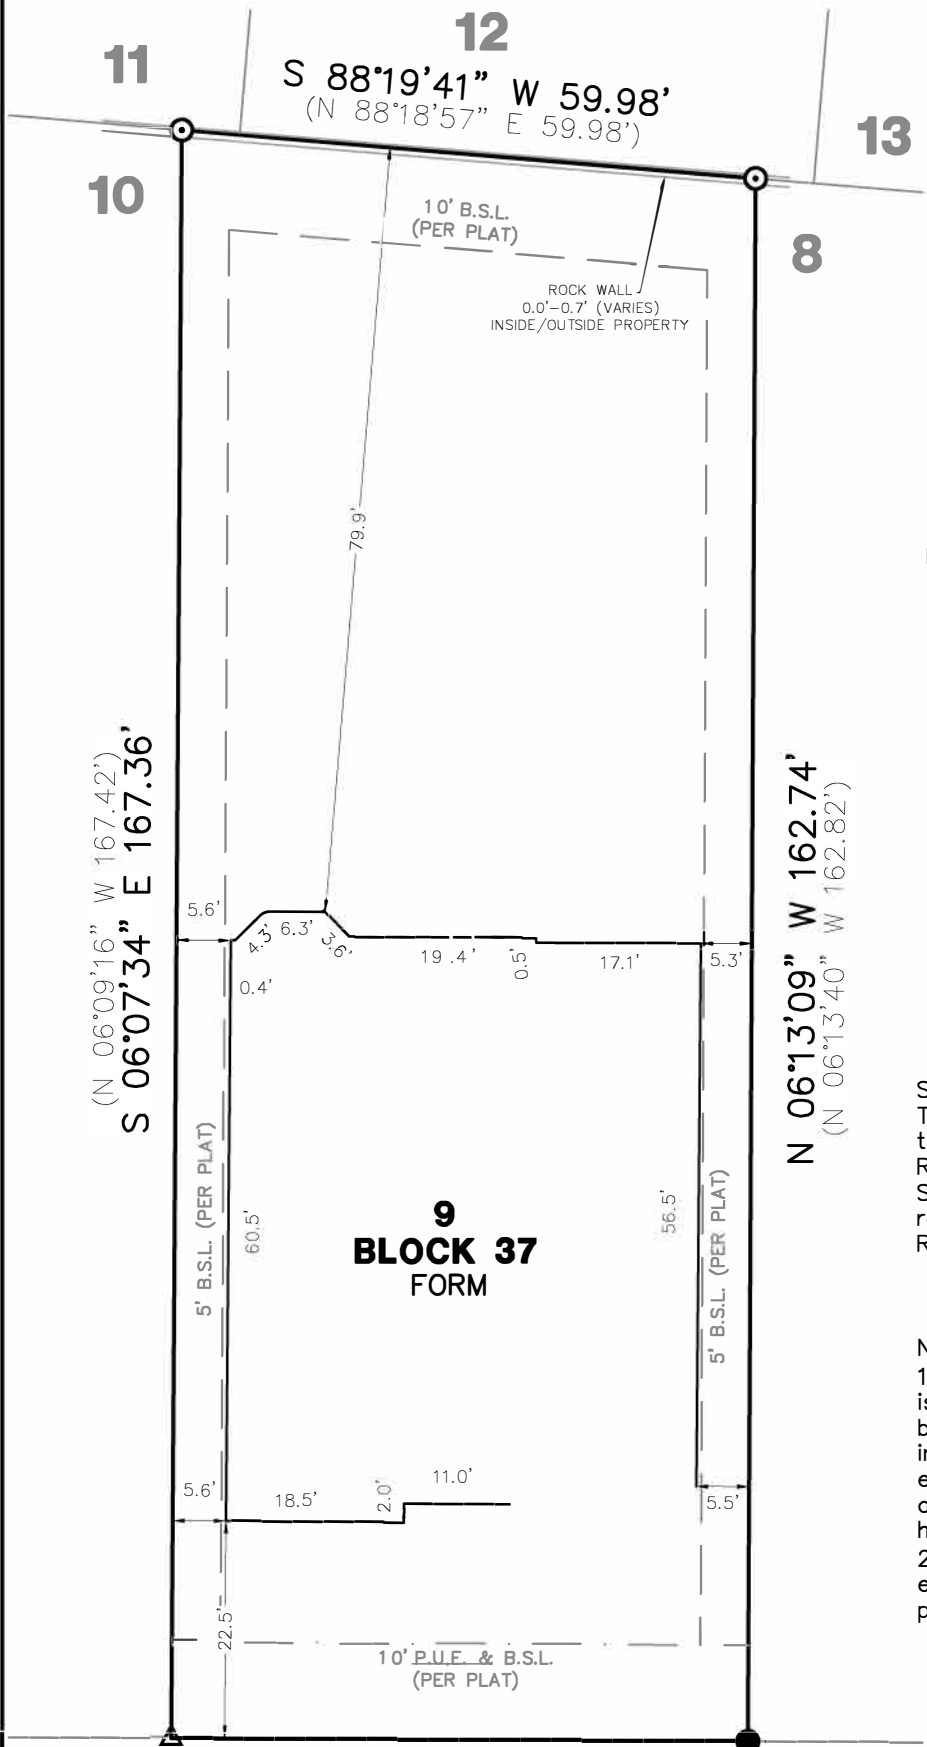 12
11
S 88°19'41" W 59.98'
(N 88°18'57" E 59.98')
13
10
10' B.S.L.
(PER PLAT)
8
ROCK WALL
0.0'-0.7' (VARIES)
INSIDE/OUTSIDE PROPERTY
79.9'
(N 06°09'16" W 167.42')
S 06°07'34" E 167.36'
N 06°13'09" W 162.74'
(N 06°13'40" W 162.82')
5.6'
4.3'
6.3'
3.6'
19.4'
0.5'
17.1'
5.3'
0.4'
5' B.S.L. (PER PLAT)
60.5'
9
BLOCK 37
FORM
56.5'
5' B.S.L. (PER PLAT)
5.6'
18.5'
2.0'
11.0'
5.5'
22.5'
10' P.U.E. & B.S.L.
(PER PLAT)